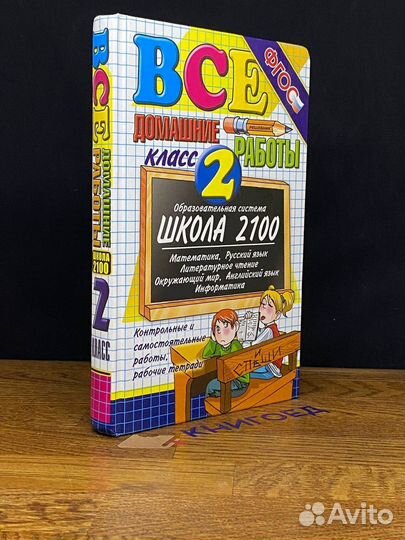 ВСЕ
ФГОС
ДОМАШНИЕ
РАБОТЫ
КЛАСС 2
Образовательная система
ШКОЛА 2100
Математика, Русский язык
Литературное чтение
Окружающий мир, Английский язык
Информатика
Контрольные и
самостоятельные
работы,
рабочие тетради
СПЕШИ
ВСЕ ДОМАШНИЕ РАБОТЫ
ШКОЛА 2100
2
КЛАСС
КНИГОЕД
Avito